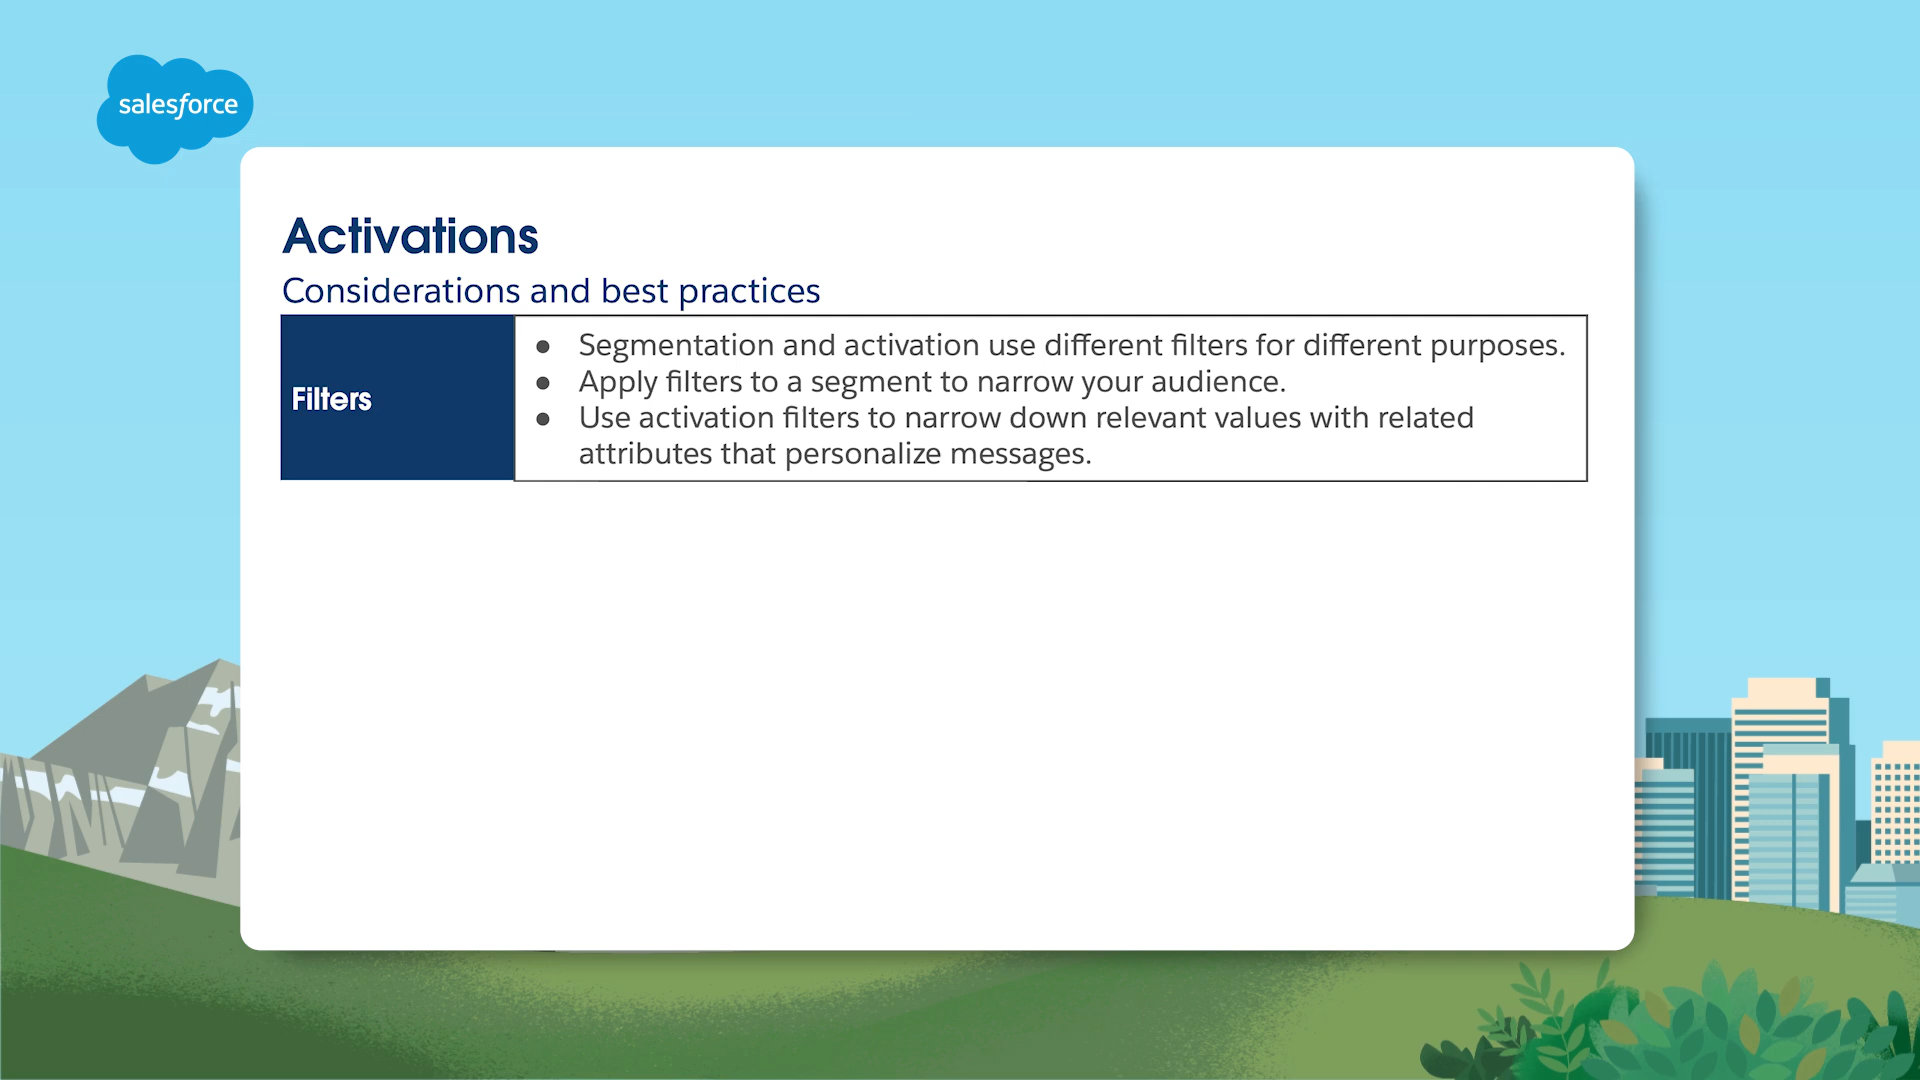 salesforce
Activations
Considerations and best practices
Filters
● Segmentation and activation use different filters for different purposes.
● Apply filters to a segment to narrow your audience.
● Use activation filters to narrow down relevant values with related
attributes that personalize messages.